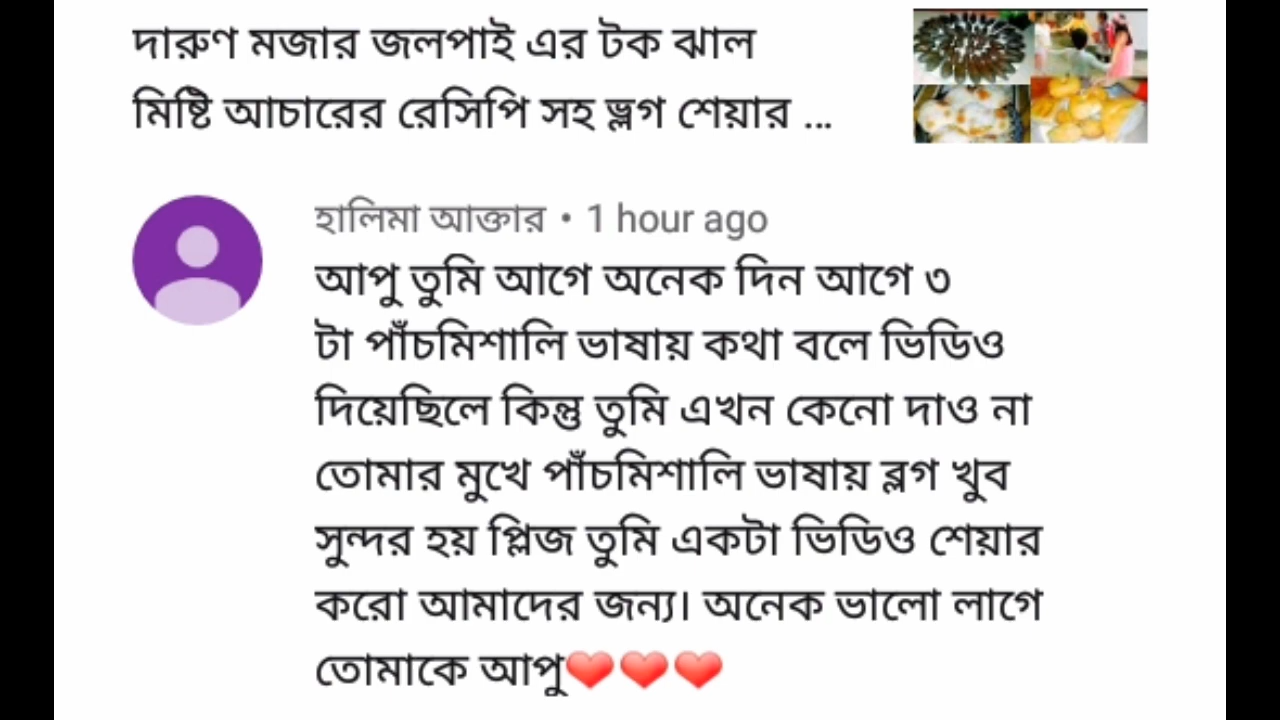 দারুণ মজার জলপাই এর টক ঝাল
মিষ্টি আচারের রেসিপি সহ ভ্লগ শেয়ার ...
হালিমা আক্তার • 1 hour ago
আপু তুমি আগে অনেক দিন আগে ৩
টা পাঁচমিশালি ভাষায় কথা বলে ভিডিও
দিয়েছিলে কিন্তু তুমি এখন কেনো দাও না
তোমার মুখে পাঁচমিশালি ভাষায় ব্লগ খুব
সুন্দর হয় প্লিজ তুমি একটা ভিডিও শেয়ার
করো আমাদের জন্য। অনেক ভালো লাগে
তোমাকে আপু❤❤❤